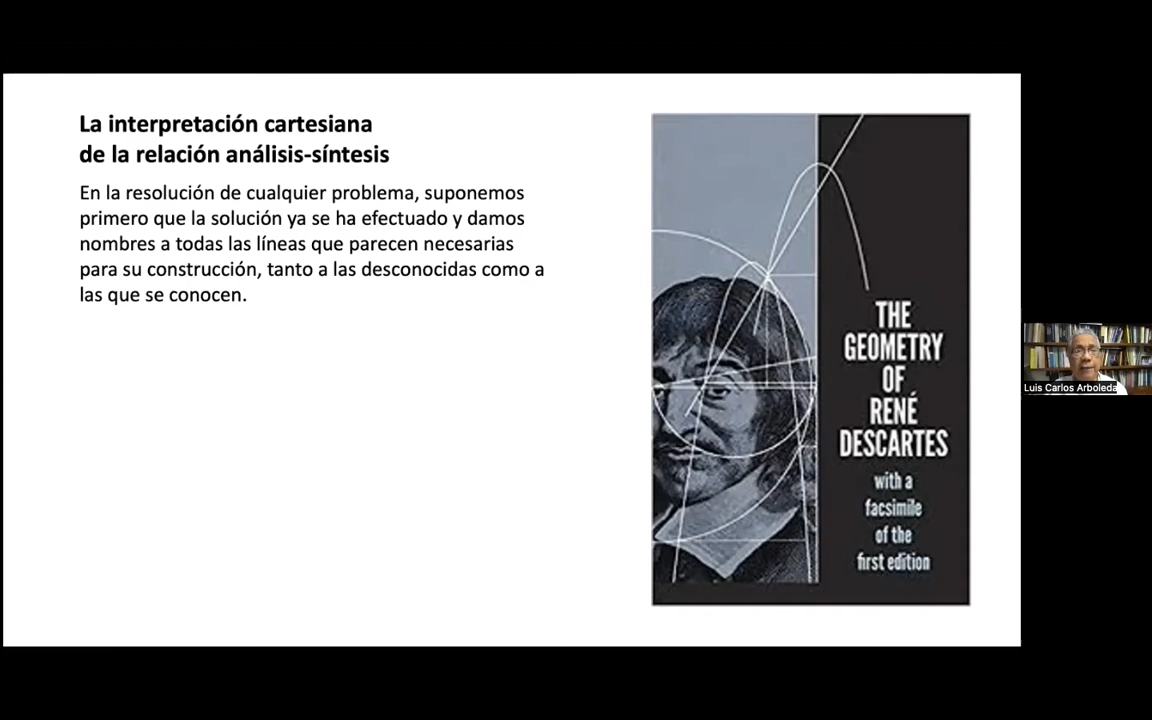 La interpretación cartesiana
de la relación análisis-síntesis
En la resolución de cualquier problema, suponemos
primero que la solución ya se ha efectuado y damos
nombres a todas las líneas que parecen necesarias
para su construcción, tanto a las desconocidas como a
las que se conocen.
THE
GEOMETRY
OF
RENÉ
DESCARTES
with a
facsimile
of the
first edition
Luis Carlos Arboleda